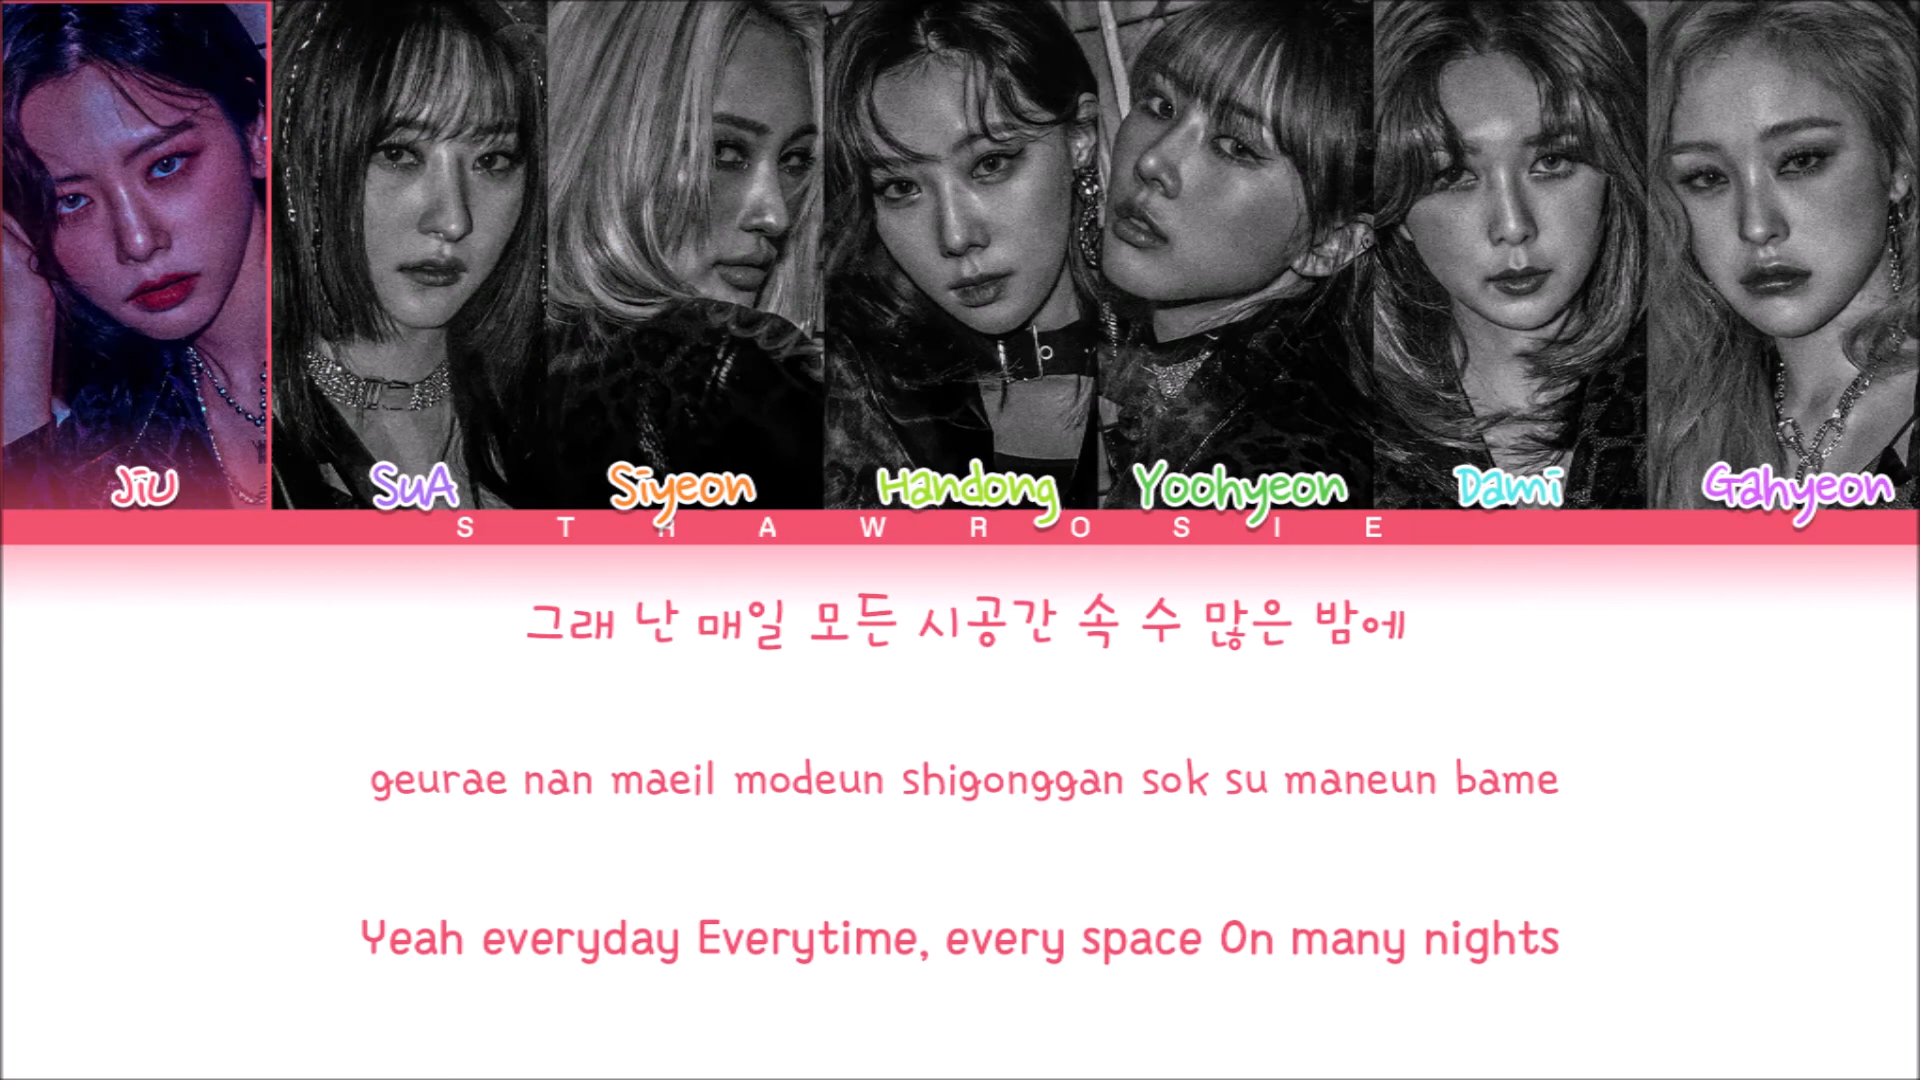 JiU SuA Siyeon Handong Yoohyeon Dami Gahyeon
STRAWROSIE
그래 난 매일 모든 시공간 속 수 많은 밤에
geurae nan maeil modeun shigonggan sok su maneun bame
Yeah everyday Everytime, every space On many nights